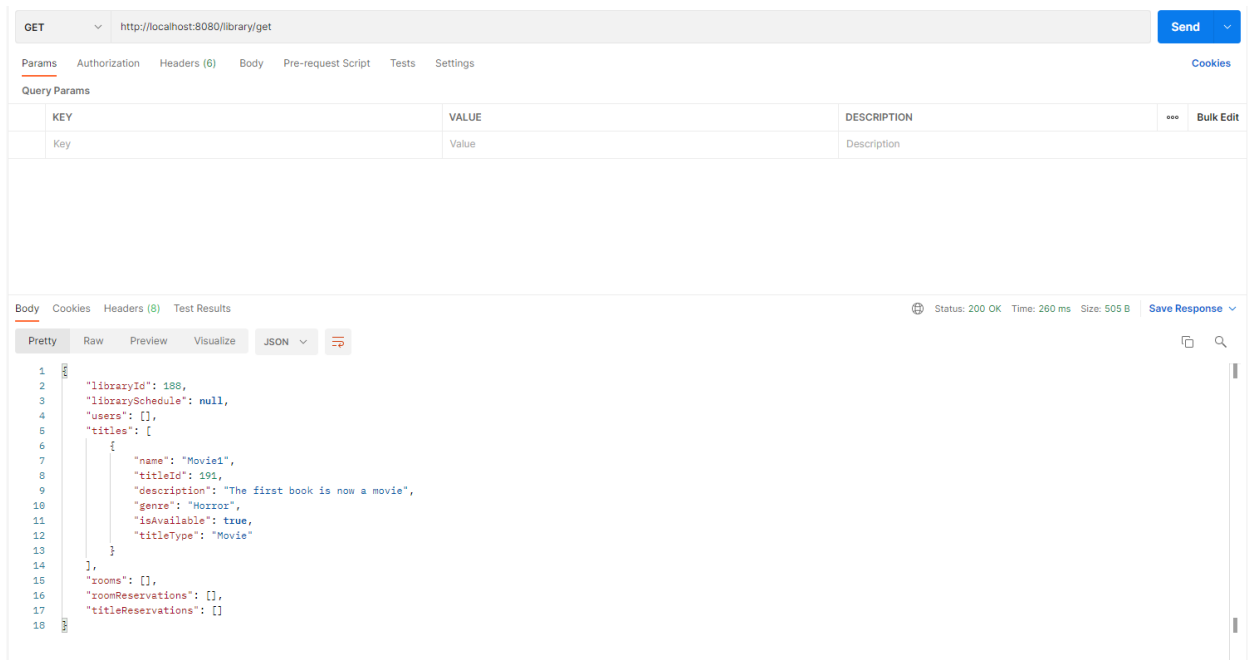 GET http://localhost:8080/library/get Send
Params Authorization Headers (6) Body Pre-request Script Tests Settings Cookies
Query Params
KEY VALUE DESCRIPTION ooo Bulk Edit
Key Value Description
Body Cookies Headers (8) Test Results Status: 200 OK Time: 260 ms Size: 505 B Save Response
Pretty Raw Preview Visualize JSON
1 {
2 "libraryId": 188,
3 "librarySchedule": null,
4 "users": [],
5 "titles": [
6 {
7 "name": "Movie1",
8 "titleId": 191,
9 "description": "The first book is now a movie",
10 "genre": "Horror",
11 "isAvailable": true,
12 "titleType": "Movie"
13 }
14 ],
15 "rooms": [],
16 "roomReservations": [],
17 "titleReservations": []
18 }